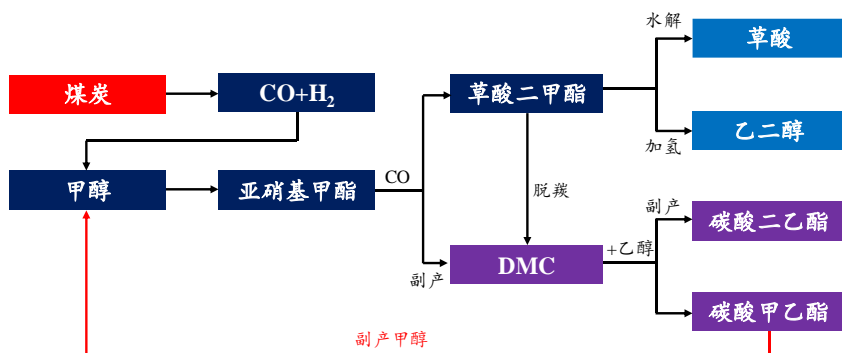 水解
草酸
煤炭
CO+H₂
草酸二甲酯
加氢
乙二醇
甲醇
亚硝基甲酯
CO
脱羰
副产
碳酸二乙酯
副产
DMC
+乙醇
碳酸甲乙酯
副产甲醇